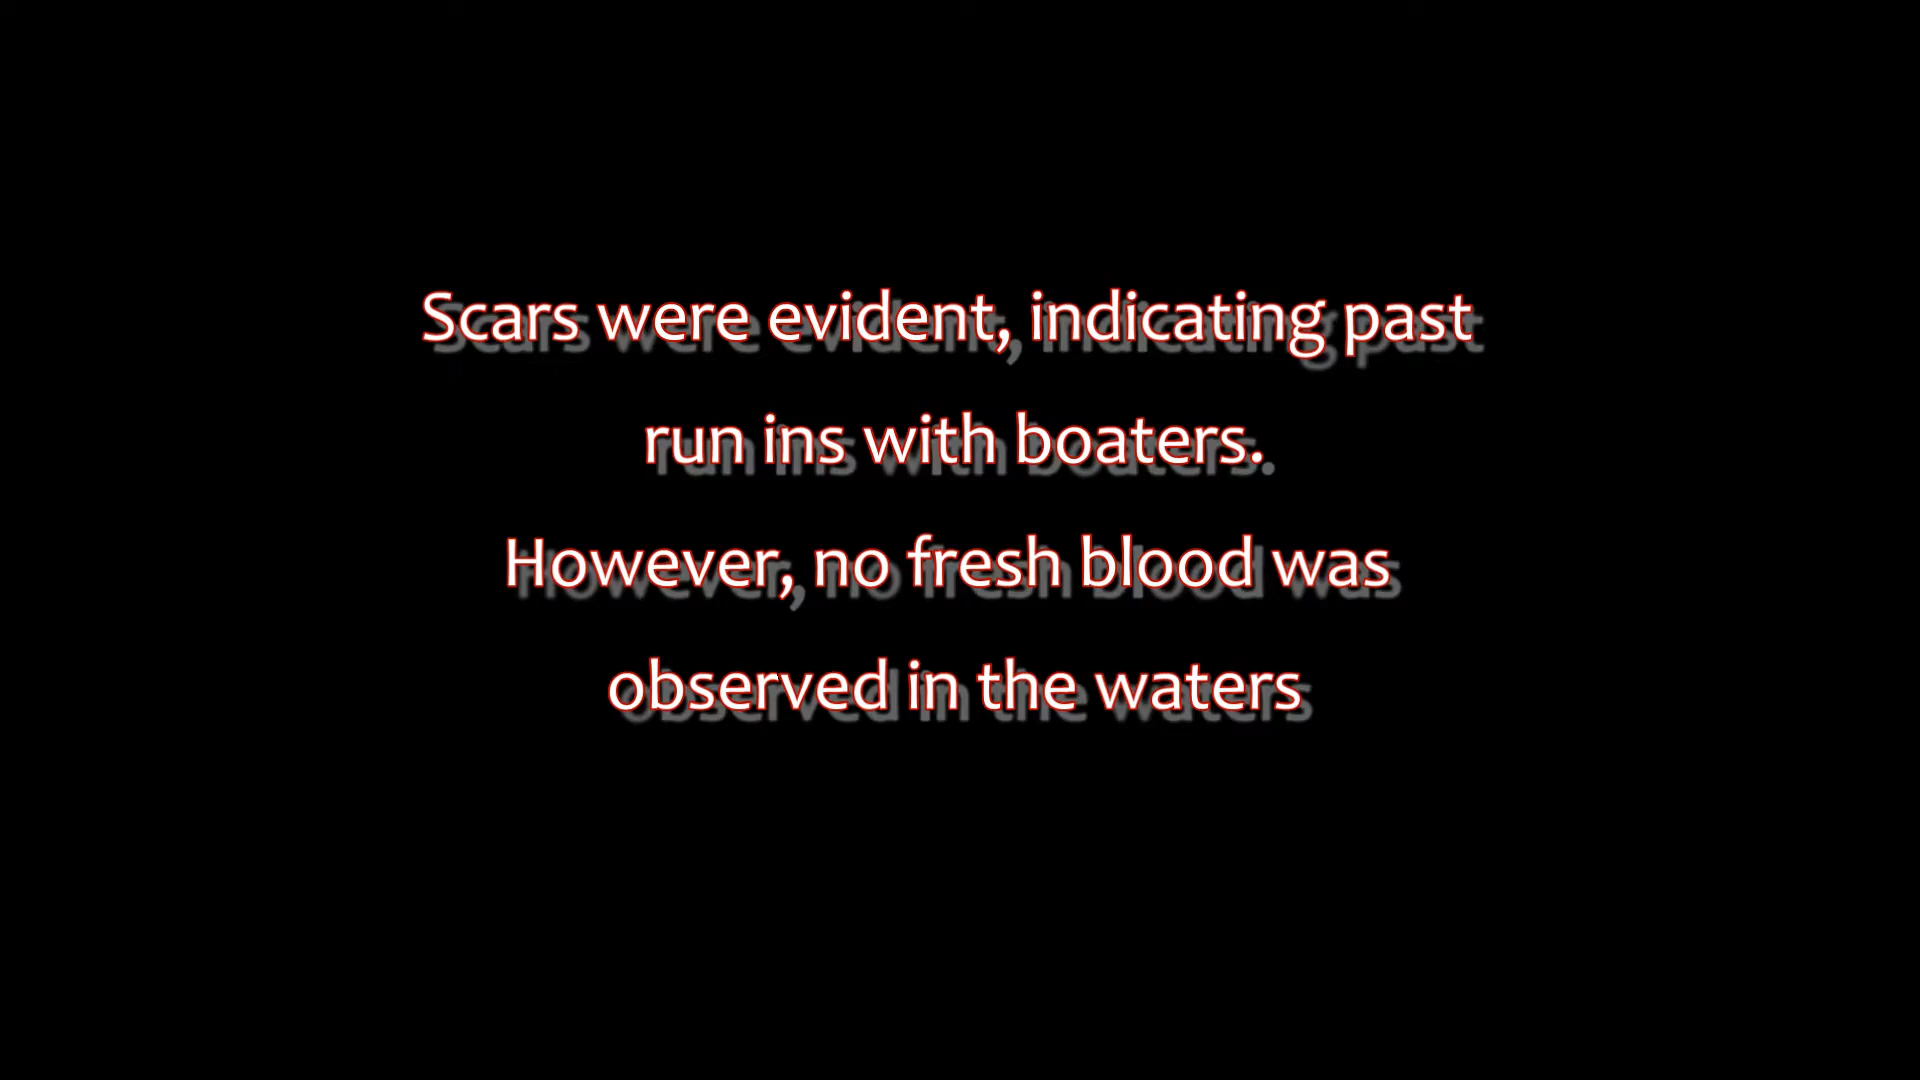 Scars were evident, indicating past
run ins with boaters.
However, no fresh blood was
observed in the waters